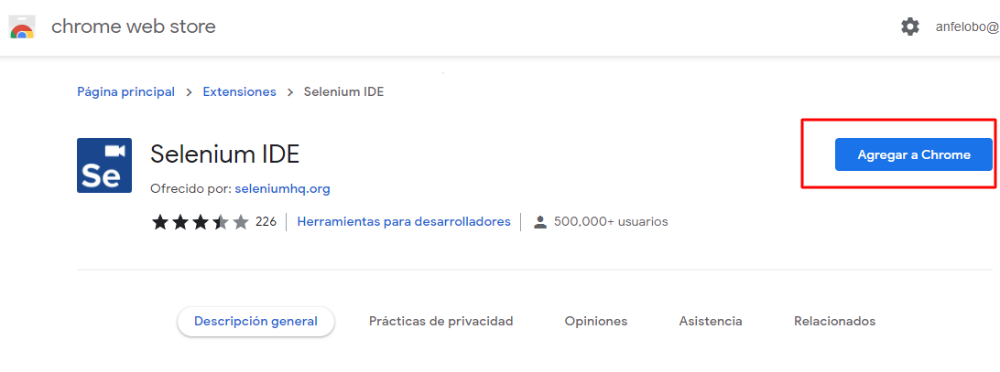 chrome web store
anfelobo@
Página principal > Extensiones > Selenium IDE
Se
Selenium IDE
Agregar a Chrome
Ofrecido por: seleniumhq.org
226 | Herramientas para desarrolladores | 500,000+ usuarios
Descripción general Prácticas de privacidad Opiniones Asistencia Relacionados